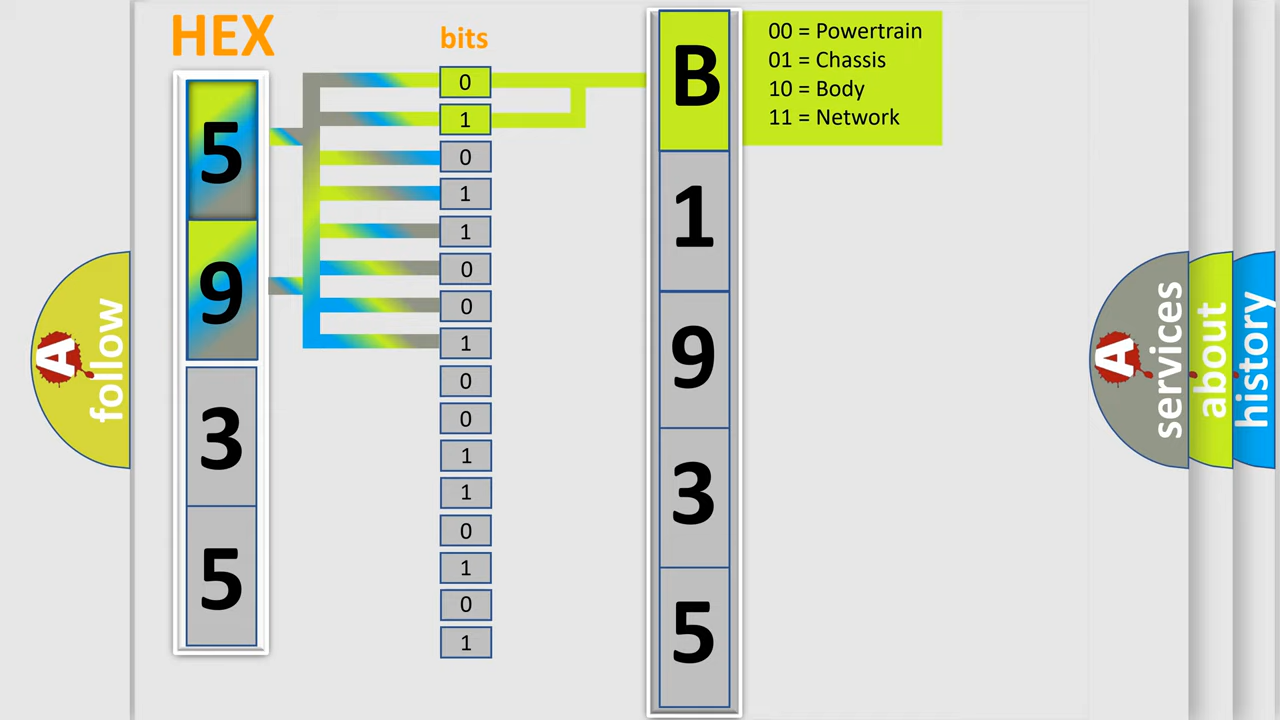 HEX
bits
5
9
3
5
0
1
0
1
1
0
0
1
0
0
1
1
0
1
0
1
B
1
9
3
5
00 = Powertrain
01 = Chassis
10 = Body
11 = Network
A
follow
A
services
about
history